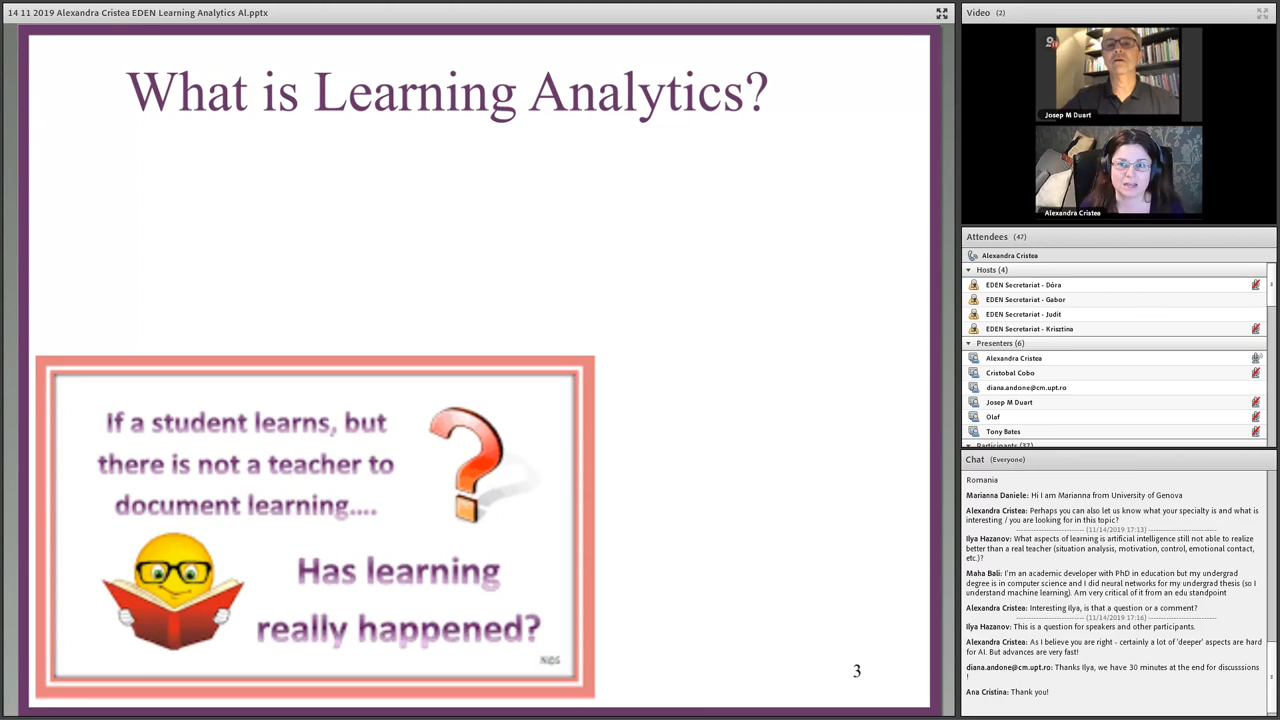 14 11 2019 Alexandra Cristea EDEN Learning Analytics AI.pptx
What is Learning Analytics?
If a student learns, but
there is not a teacher to
document learning....
Has learning
really happened?
3
Video (2)
Josep M Duart
Alexandra Cristea
Attendees (47)
Alexandra Cristea
Hosts (4)
EDEN Secretariat - Dóra
EDEN Secretariat - Gabor
EDEN Secretariat - Judit
EDEN Secretariat - Krisztina
Presenters (6)
Alexandra Cristea
Cristobal Cobo
diana.andone@cm.upt.ro
Josep M Duart
Olaf
Tony Bates
Participants (37)
Chat (Everyone)
Romania
Marianna Daniele: Hi I am Marianna from University of Genova
Alexandra Cristea: Perhaps you can also let us know what your specialty is and what is
interesting / you are looking for in this topic?
(11/14/2019 17:13)
Ilya Hazanov: What aspects of learning is artificial intelligence still not able to realize
better than a real teacher (situation analysis, motivation, control, emotional contact,
etc.)?
Maha Bali: I'm an academic developer with PhD in education but my undergrad
degree is in computer science and I did neural networks for my undergrad thesis (so I
understand machine learning). Am very critical of it from an edu standpoint
Alexandra Cristea: Interesting Ilya, is that a question or a comment?
(11/14/2019 17:16)
Ilya Hazanov: This is a question for speakers and other participants.
Alexandra Cristea: As I believe you are right - certainly a lot of 'deeper' aspects are hard
for AI. But advances are very fast!
diana.andone@cm.upt.ro: Thanks Ilya, we have 30 minutes at the end for discusssions
!
Ana Cristina: Thank you!